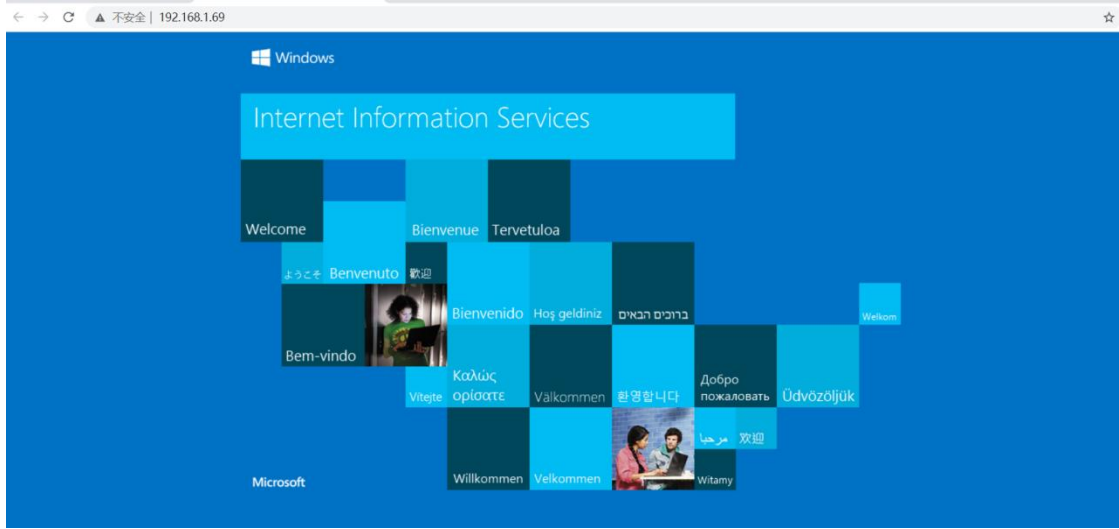 不安全 | 192.168.1.69
Windows
Internet Information Services
Welcome
Bienvenue
Tervetuloa
ようこそ
Benvenuto
歡迎
Bienvenido
Hoş geldiniz
ברוכים הבאים
Welkom
Bem-vindo
Vítejte
Καλώς
ορίσατε
Välkommen
환영합니다
Добро
пожаловать
Üdvözöljük
مرحبا
欢迎
Microsoft
Willkommen
Velkommen
Witamy